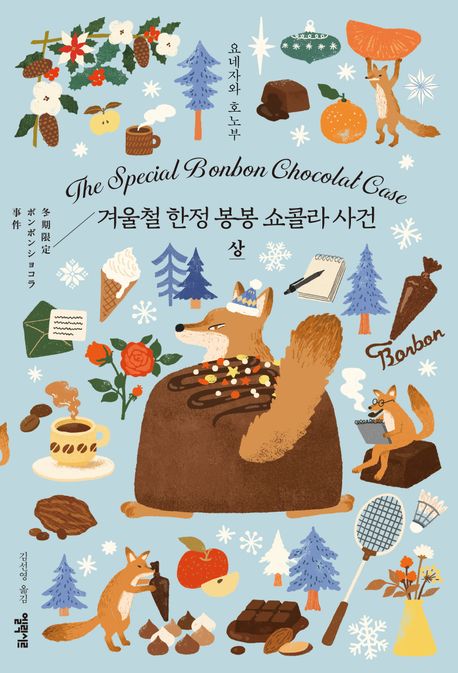 요네자와 호노부
The Special Bonbon Chocolat Case
겨울철 한정 봉봉 쇼콜라 사건
상
冬期限定
ボンボンショコラ
事件
Bonbon
김선영 옮김
엘릭시르